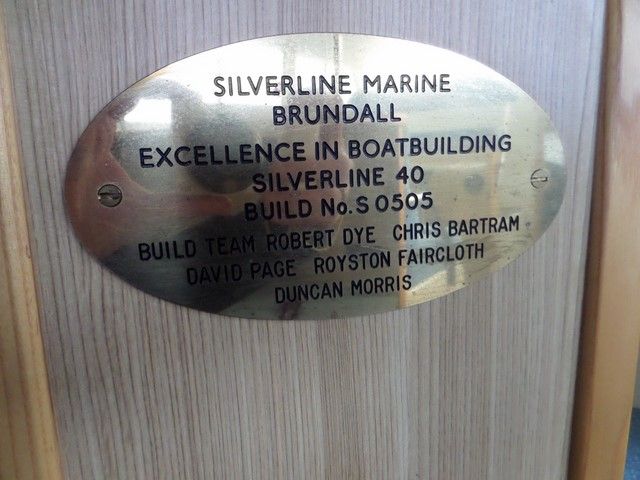 SILVERLINE MARINE
BRUNDALL
EXCELLENCE IN BOATBUILDING
SILVERLINE 40
BUILD No. S 0505
BUILD TEAM ROBERT DYE CHRIS BARTRAM
DAVID PAGE ROYSTON FAIRCLOTH
DUNCAN MORRIS